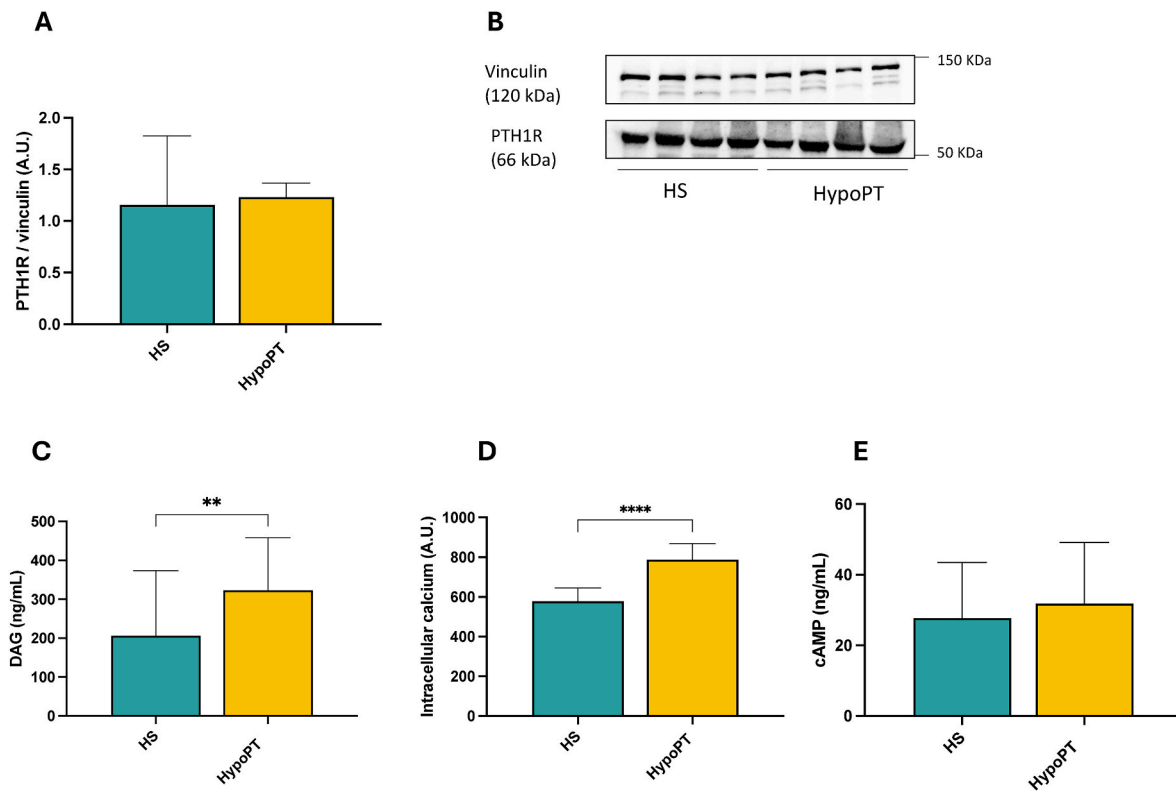 A
PTH1R / vinculin (A.U.)
2.0
1.5
1.0
0.5
0.0
HS
HypoPT
B
Vinculin
(120 kDa)
PTH1R
(66 kDa)
150 KDa
50 KDa
HS
HypoPT
C
DAG (ng/mL)
500
400
300
200
100
0
**
HS
HypoPT
D
Intracellular calcium (A.U.)
1000
800
600
400
200
0
****
HS
HypoPT
E
cAMP (ng/mL)
60
40
20
0
HS
HypoPT